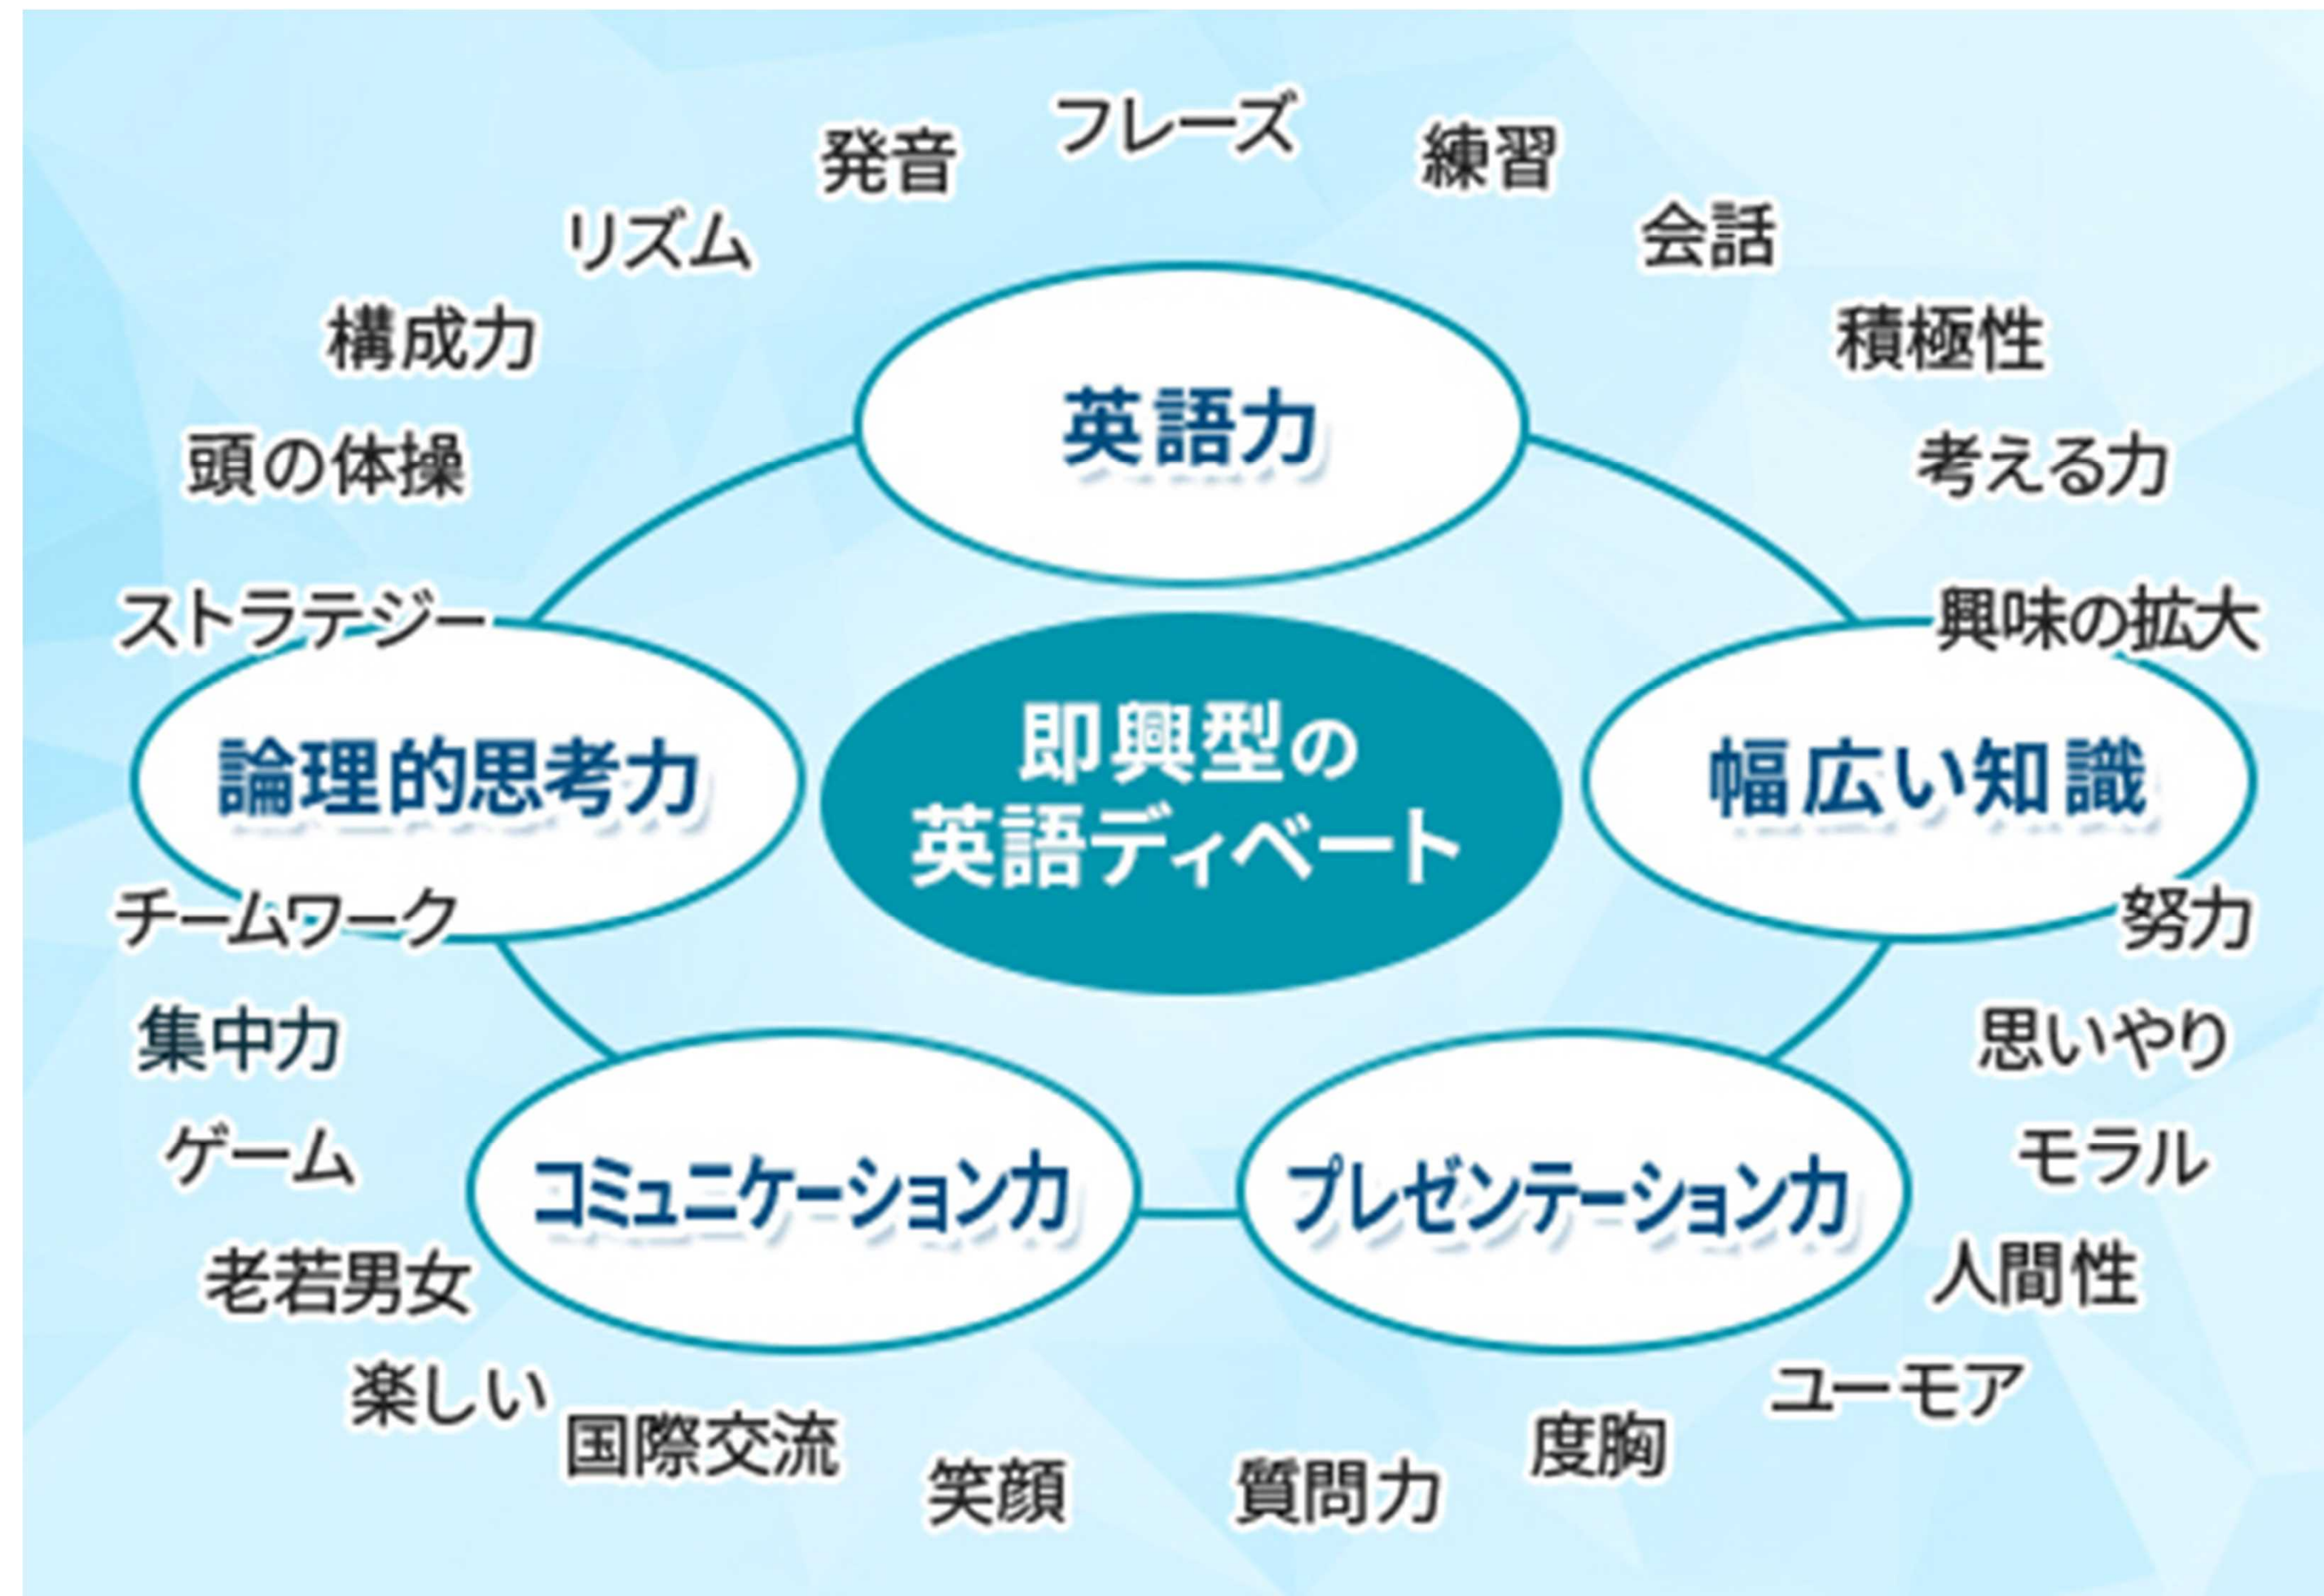 フレーズ
発音
練習
リズム
会話
構成力
積極性
英語力
頭の体操
考える力
ストラテジー
興味の拡大
即興型の
英語ディベート
論理的思考力
幅広い知識
チームワーク
努力
集中力
思いやり
ゲーム
モラル
コミュニケーション力
プレゼンテーション力
老若男女
人間性
楽しい
ユーモア
国際交流
度胸
笑顔
質問力